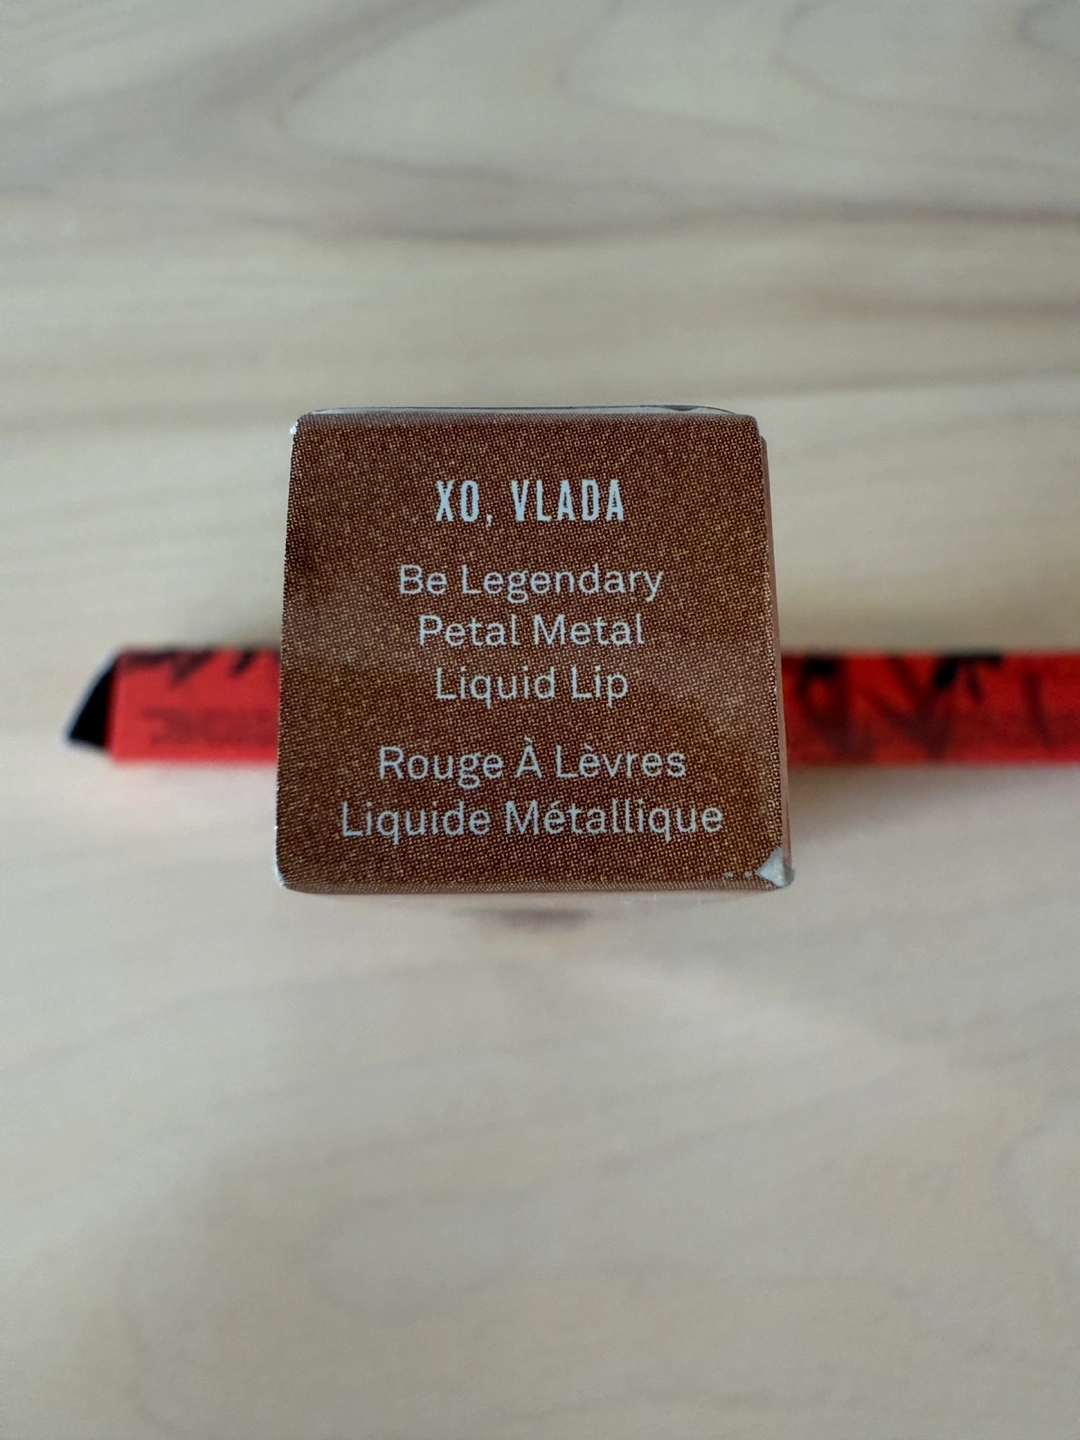 XO, VLADA
Be Legendary
Petal Metal
Liquid Lip
Rouge À Lèvres
Liquide Métallique